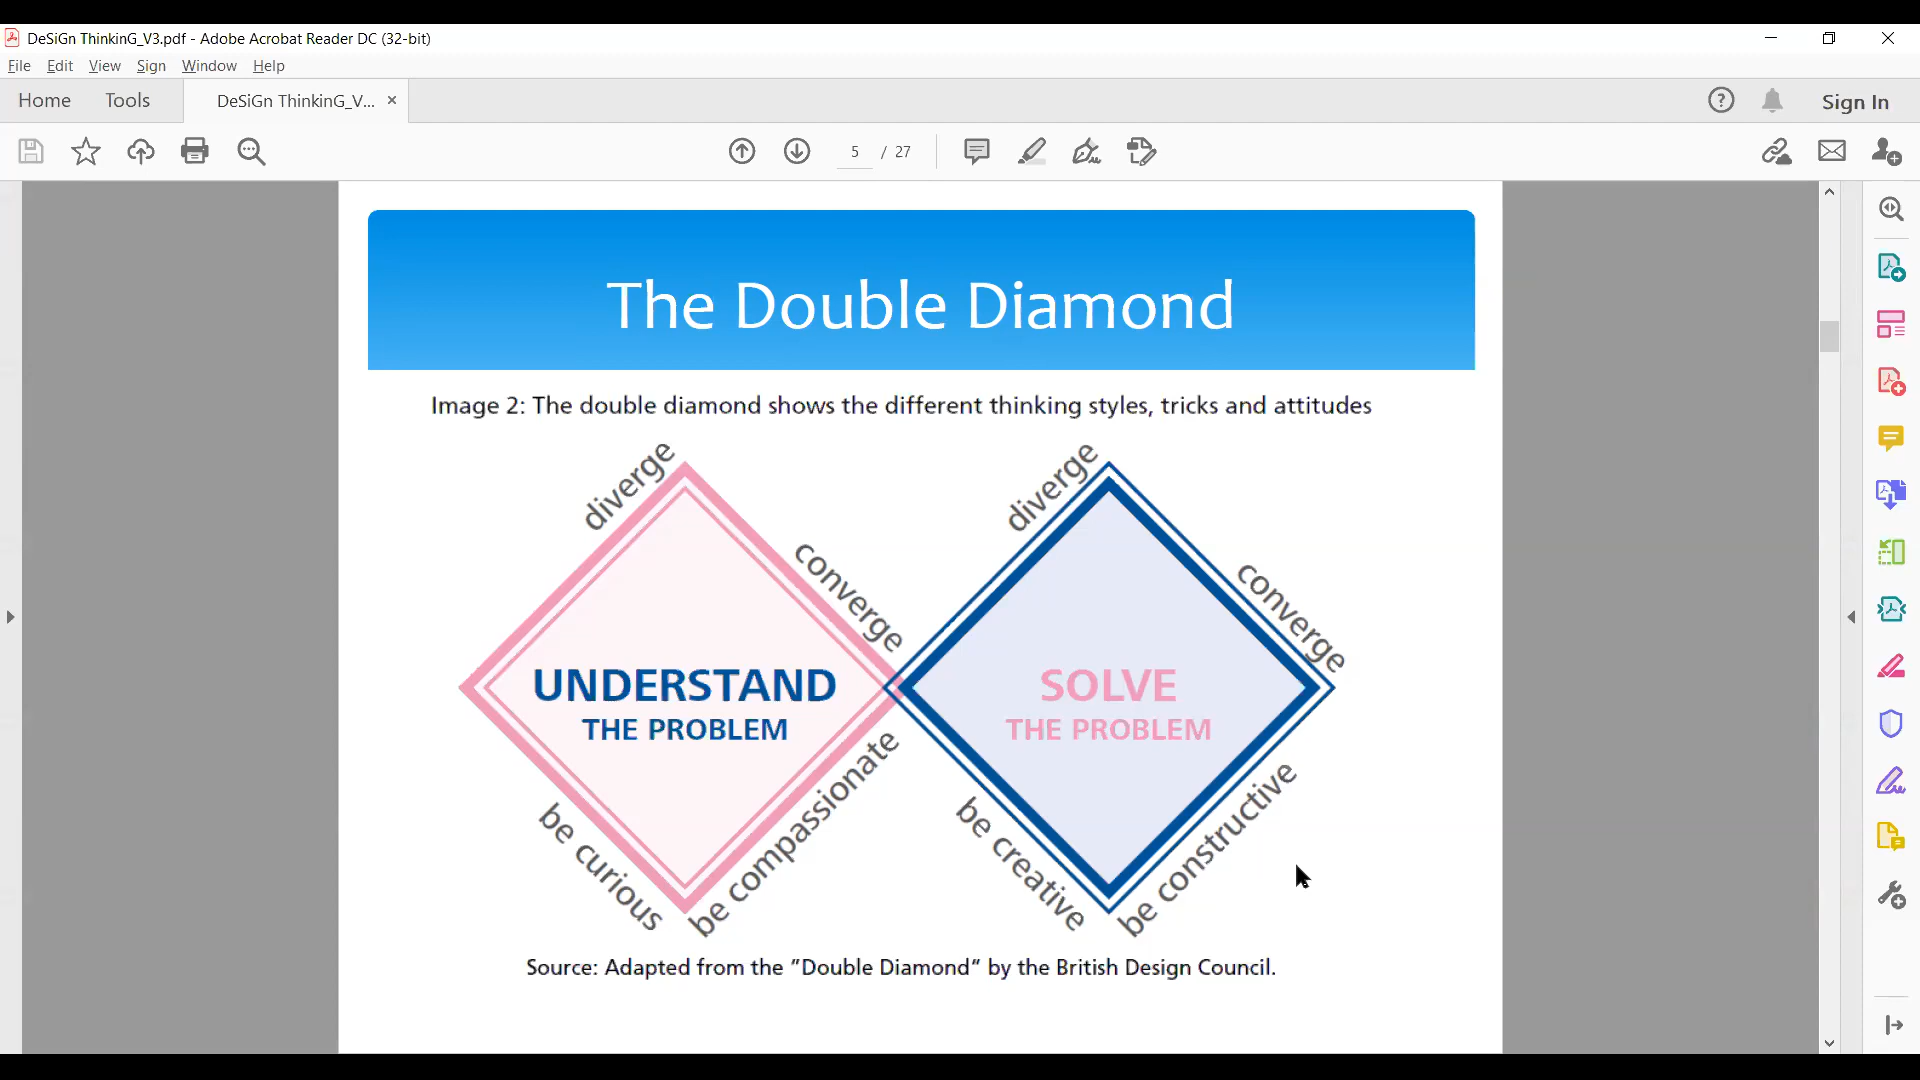 DeSiGn ThinkinG_V3.pdf - Adobe Acrobat Reader DC (32-bit)
File Edit View Sign Window Help
Home Tools DeSiGn ThinkinG_V... × Sign In
5 / 27
The Double Diamond
Image 2: The double diamond shows the different thinking styles, tricks and attitudes
diverge
converge
UNDERSTAND
THE PROBLEM
be curious
be compassionate
diverge
converge
SOLVE
THE PROBLEM
be creative
be constructive
Source: Adapted from the "Double Diamond" by the British Design Council.